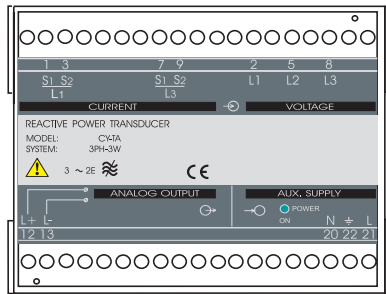 1 3 7 9 2 5 8
S1 S2 S1 S2 L1 L2 L3
L1 L3
CURRENT VOLTAGE
REACTIVE POWER TRANSDUCER
MODEL: CY-TA
SYSTEM: 3PH-3W
3 ~ 2E CE
ANALOG OUTPUT AUX. SUPPLY
L+ L- POWER ON N L
12 13 20 22 21